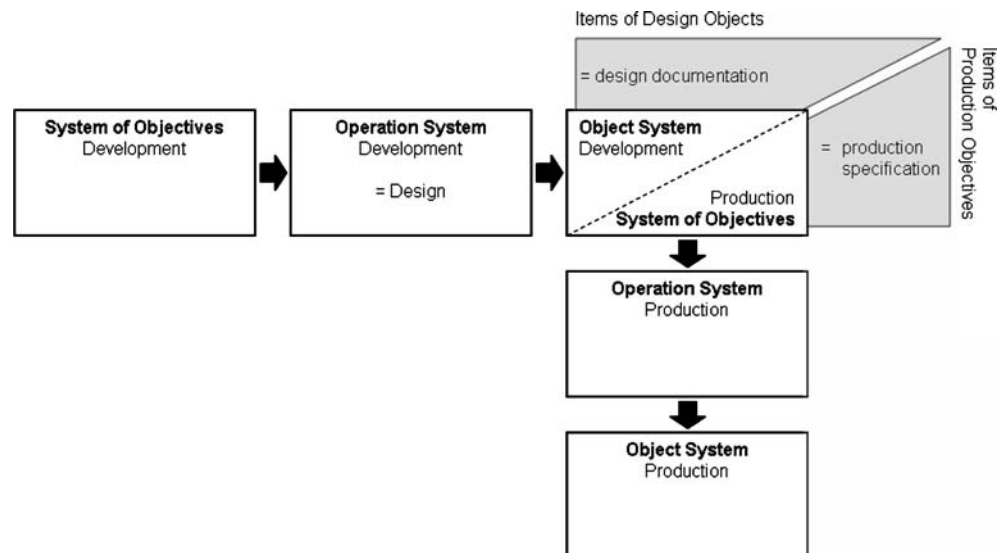 Items of Design Objects
= design documentation
Items of
Production Objectives
System of Objectives
Development
Operation System
Development
= Design
Object System
Development
Production
System of Objectives
= production
specification
Operation System
Production
Object System
Production